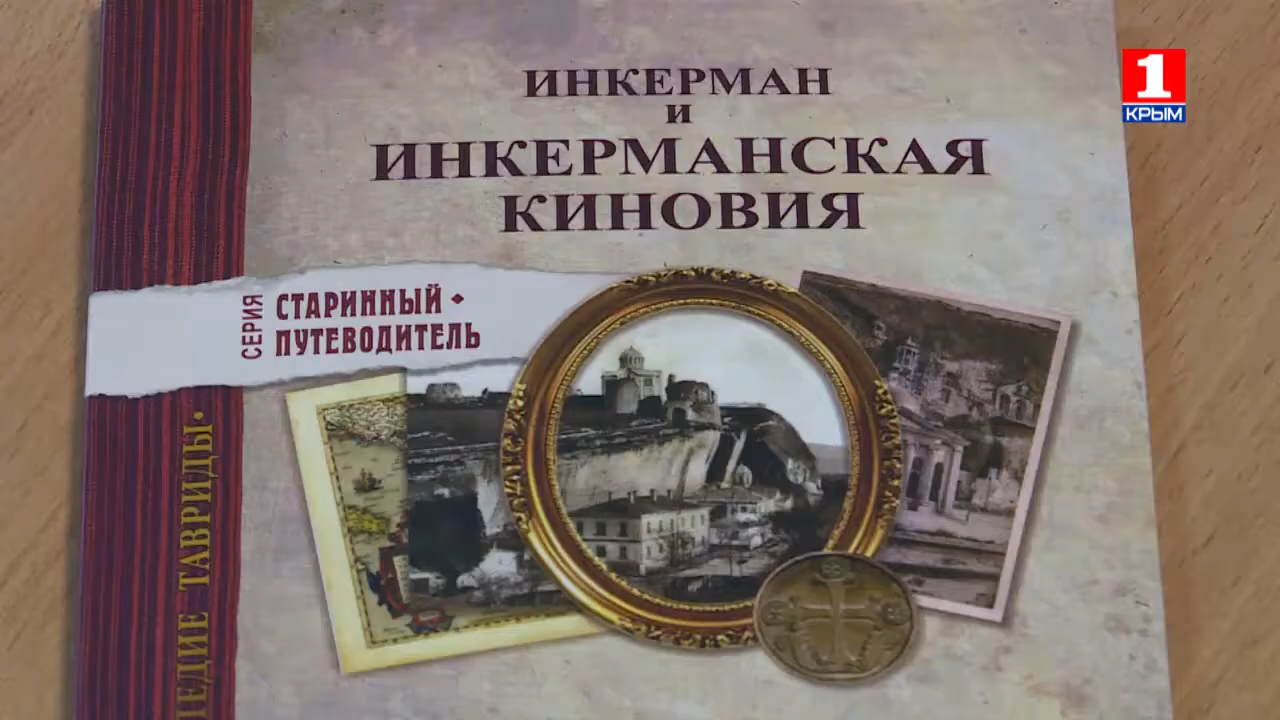 ИНКЕРМАН
И
ИНКЕРМАНСКАЯ
КИНОВИЯ
СЕРИЯ
СТАРИННЫЙ
ПУТЕВОДИТЕЛЬ
ТАВРИДЫ
1
КРЫМ